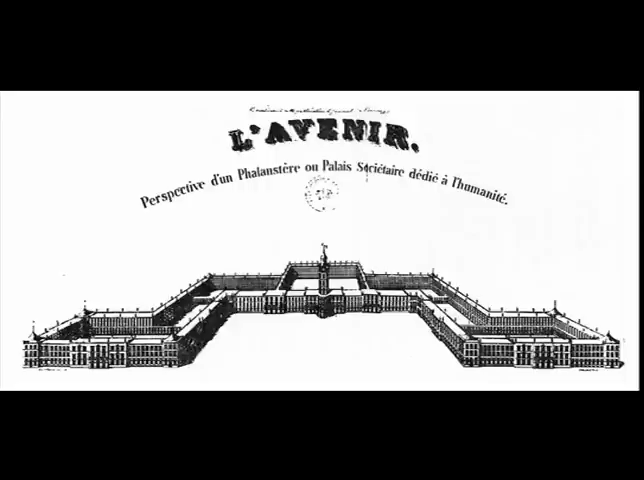 L'AVENIR.
Perspective d'un Phalanstère ou Palais Sociétaire dédié à l'humanité.